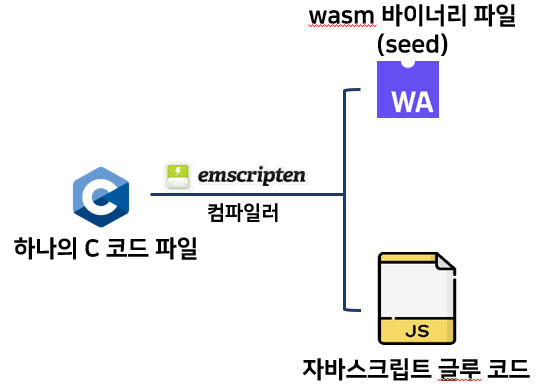 wasm 바이너리 파일
(seed)
WA
emscripten
컴파일러
C
하나의 C 코드 파일
JS
자바스크립트 글루 코드